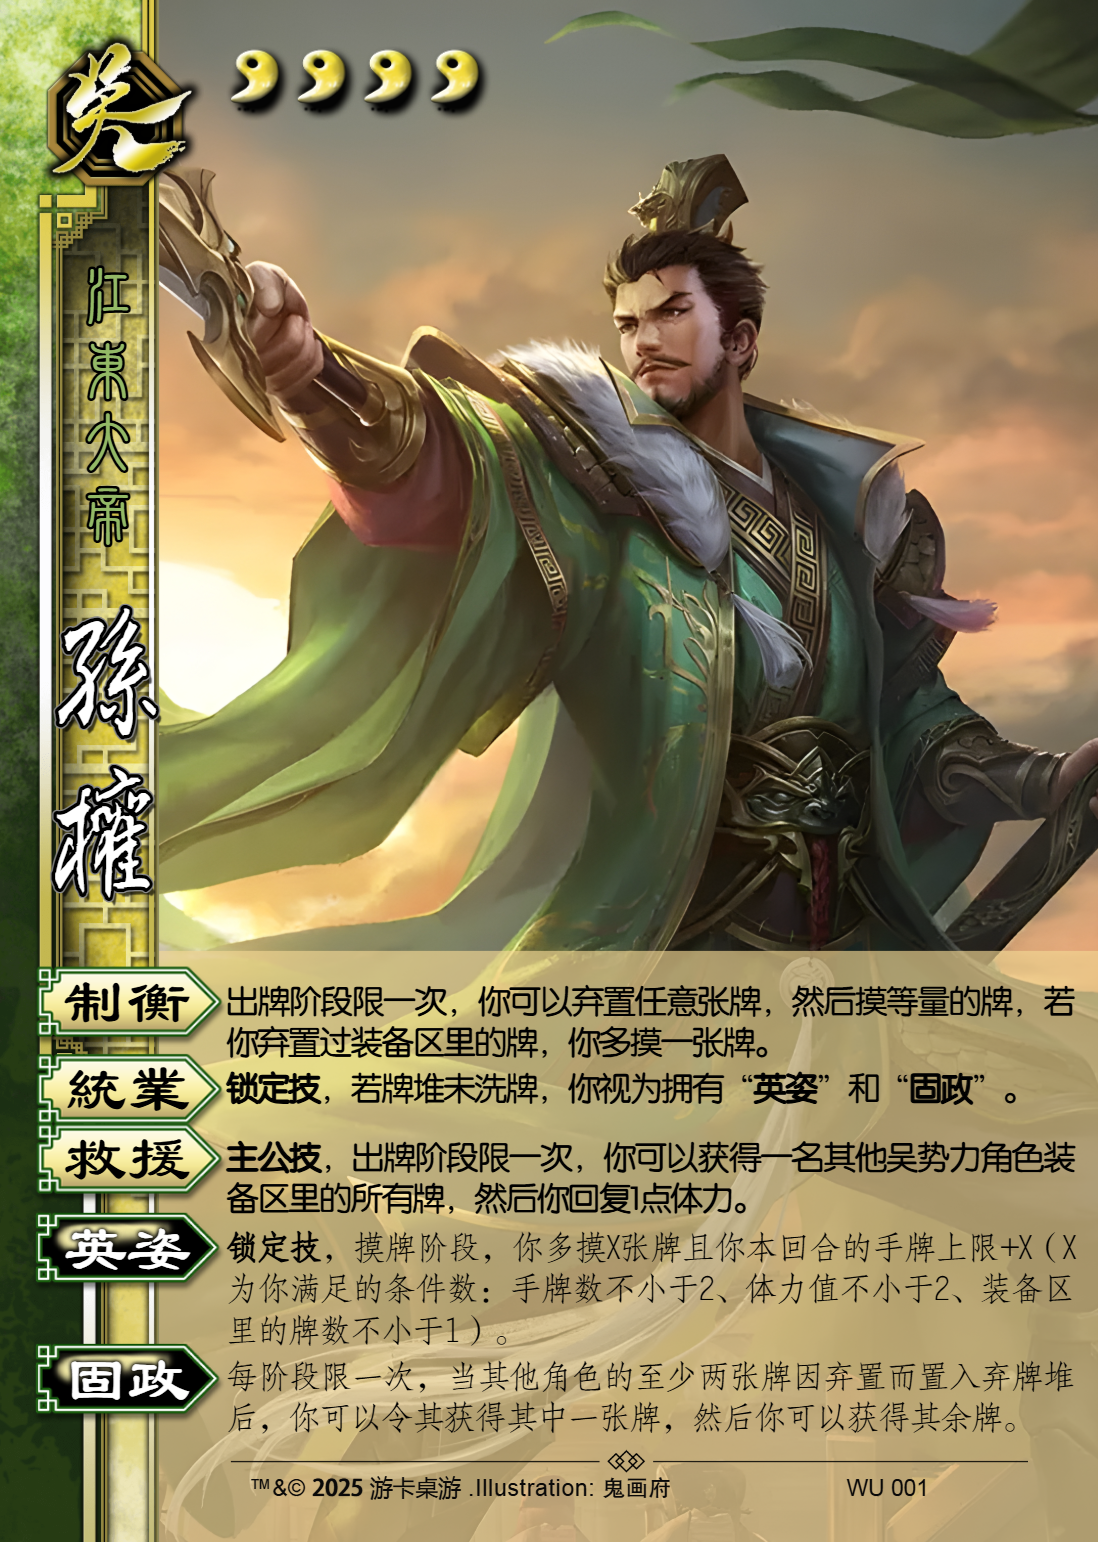 吴
江東大帝
孫權
制衡
出牌阶段限一次，你可以弃置任意张牌，然后摸等量的牌，若
你弃置过装备区里的牌，你多摸一张牌。
統業
锁定技，若牌堆未洗牌，你视为拥有“英姿”和“固政”。
救援
主公技，出牌阶段限一次，你可以获得一名其他吴势力角色装
备区里的所有牌，然后你回复1点体力。
英姿
锁定技，摸牌阶段，你多摸X张牌且你本回合的手牌上限+X（X
为你满足的条件数：手牌数不小于2、体力值不小于2、装备区
里的牌数不小于1）。
固政
每阶段限一次，当其他角色的至少两张牌因弃置而置入弃牌堆
后，你可以令其获得其中一张牌，然后你可以获得其余牌。
™&© 2025 游卡桌游 .Illustration: 鬼画府
WU 001